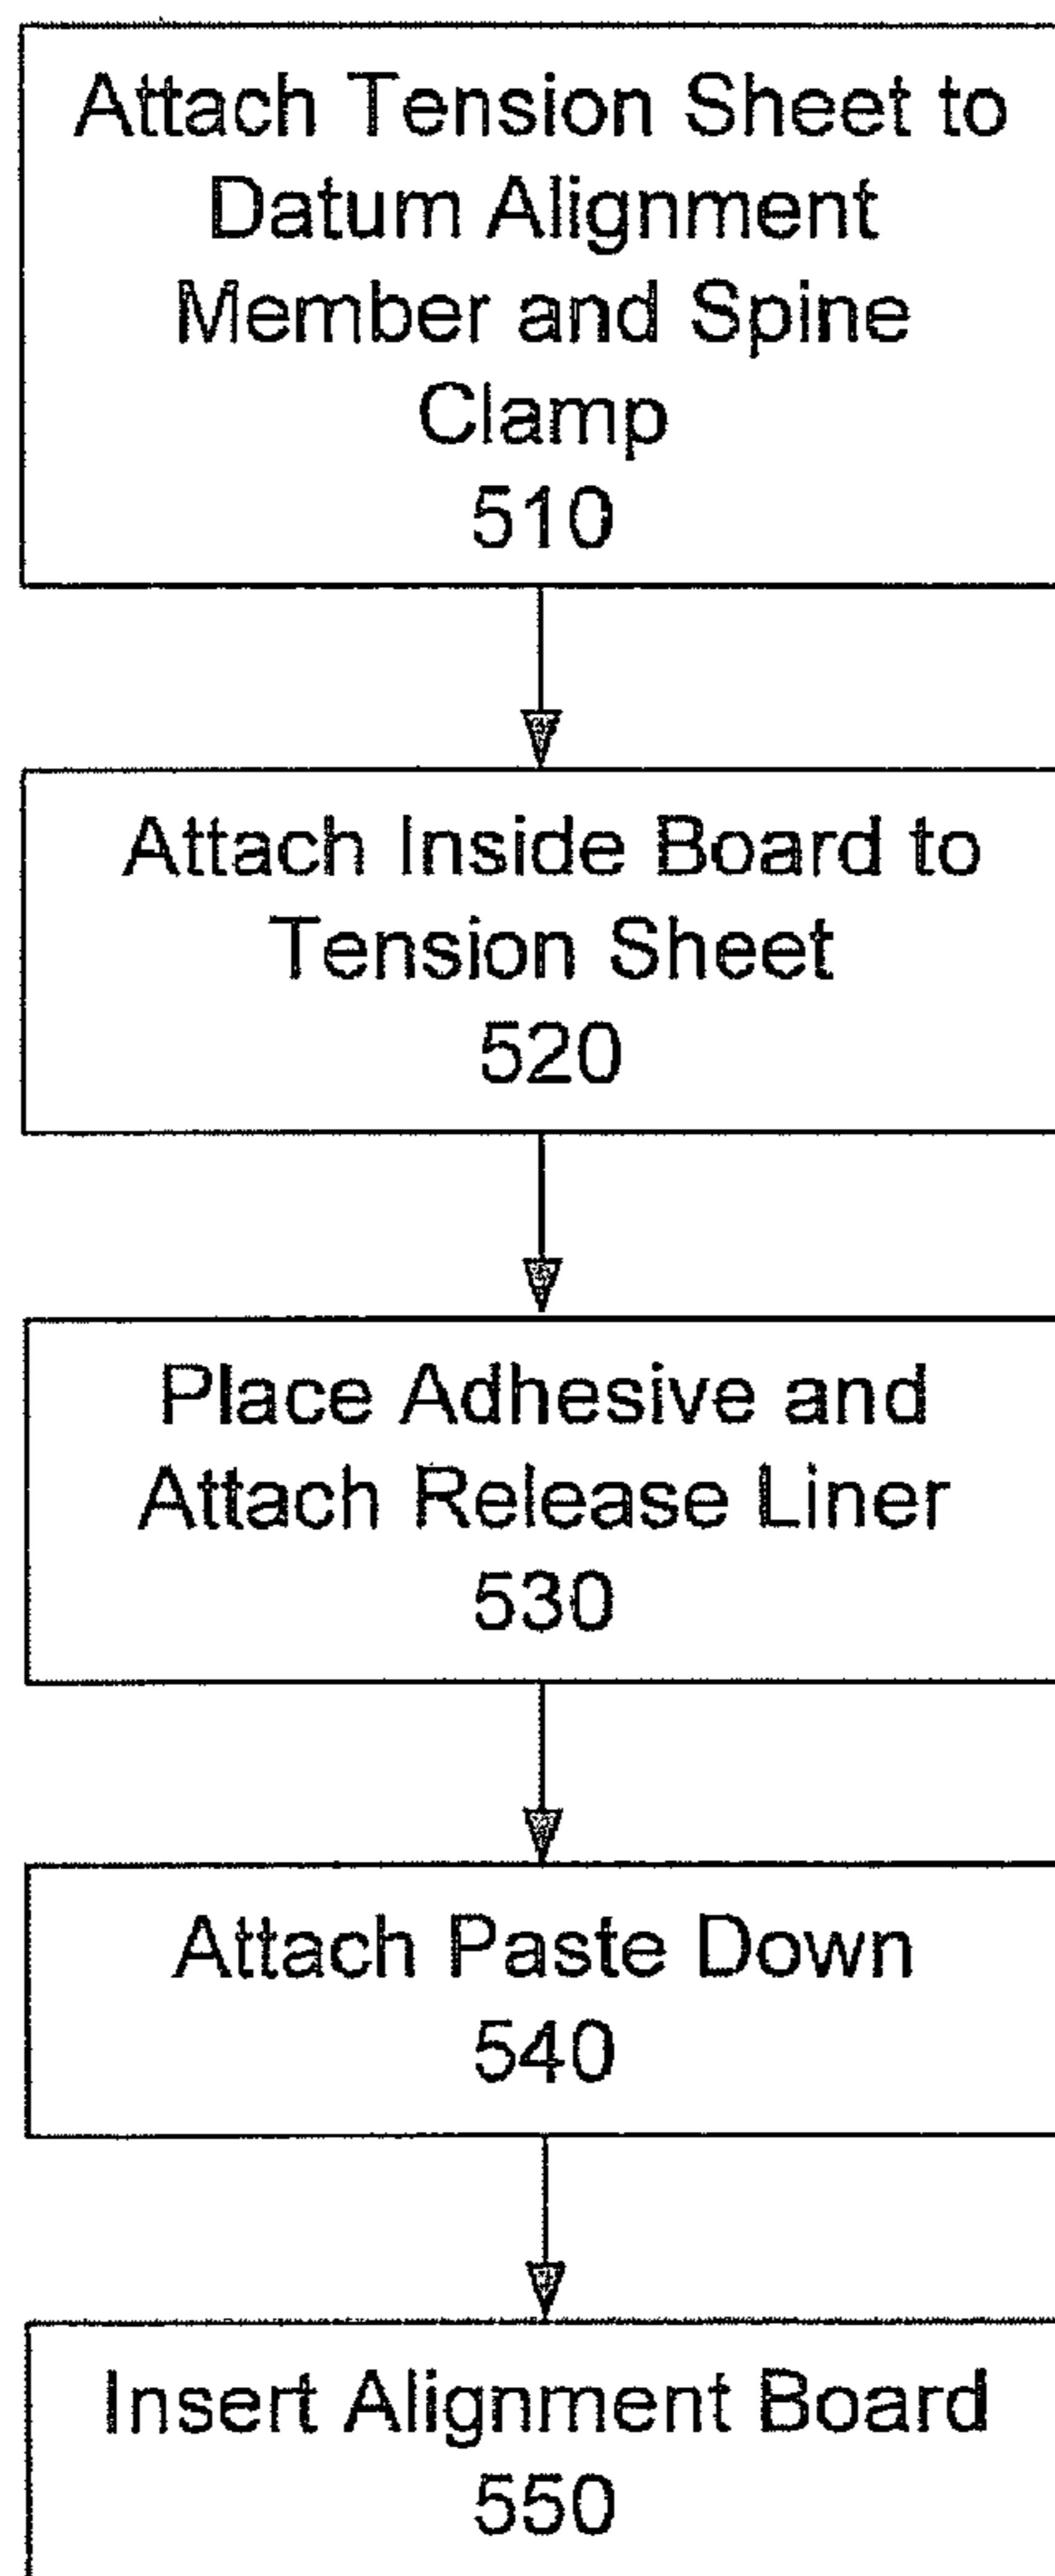 Attach Tension Sheet to
Datum Alignment
Member and Spine
Clamp
510
Attach Inside Board to
Tension Sheet
520
Place Adhesive and
Attach Release Liner
530
Attach Paste Down
540
Insert Alignment Board
550